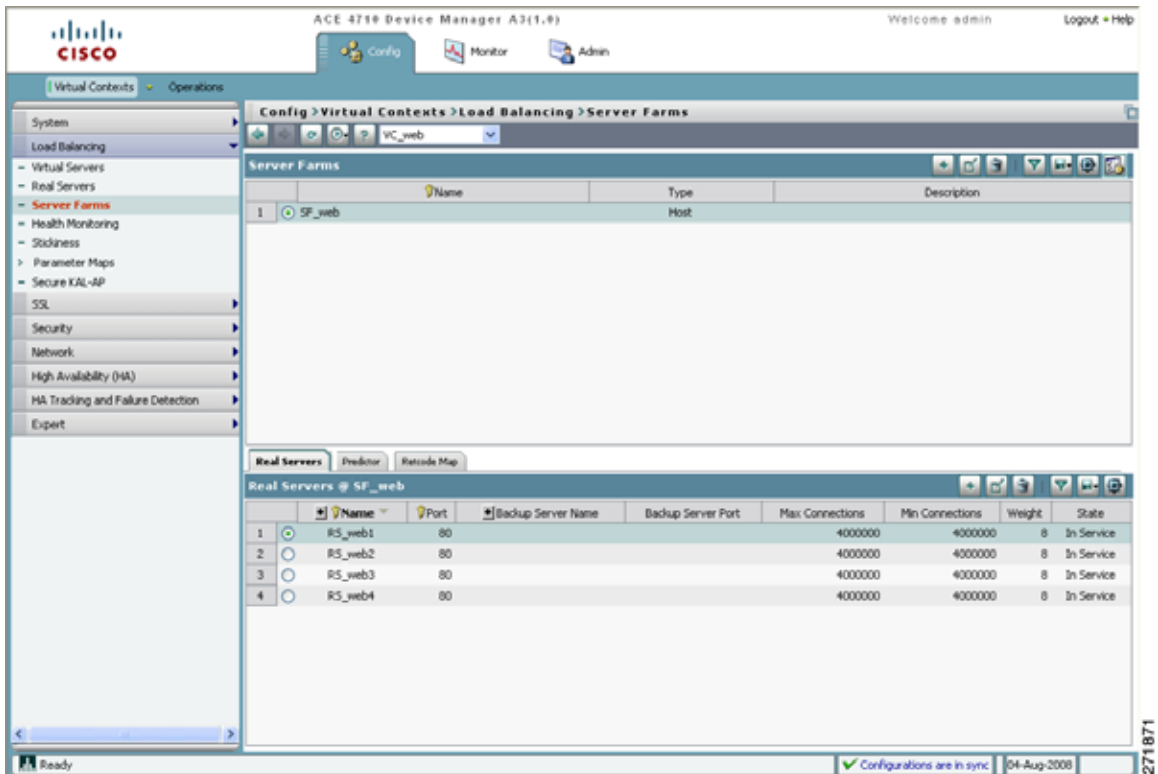 ACE 4710 Device Manager A3(1.0)
Welcome admin
Logout • Help
CISCO
Config
Monitor
Admin
Virtual Contexts
Operations
Config > Virtual Contexts > Load Balancing > Server Farms
VC_web
System
Load Balancing
Virtual Servers
Real Servers
Server Farms
Health Monitoring
Stickiness
Parameter Maps
Secure KAL-AP
SSL
Security
Network
High Availability (HA)
HA Tracking and Failure Detection
Expert
Server Farms
Name Type Description
1 SF_web Host
Real Servers Predictor Retcode Map
Real Servers @ SF_web
Name Port Backup Server Name Backup Server Port Max Connections Min Connections Weight State
1 RS_web1 80 4000000 4000000 8 In Service
2 RS_web2 80 4000000 4000000 8 In Service
3 RS_web3 80 4000000 4000000 8 In Service
4 RS_web4 80 4000000 4000000 8 In Service
Ready
Configurations are in sync
04-Aug-2008
271871